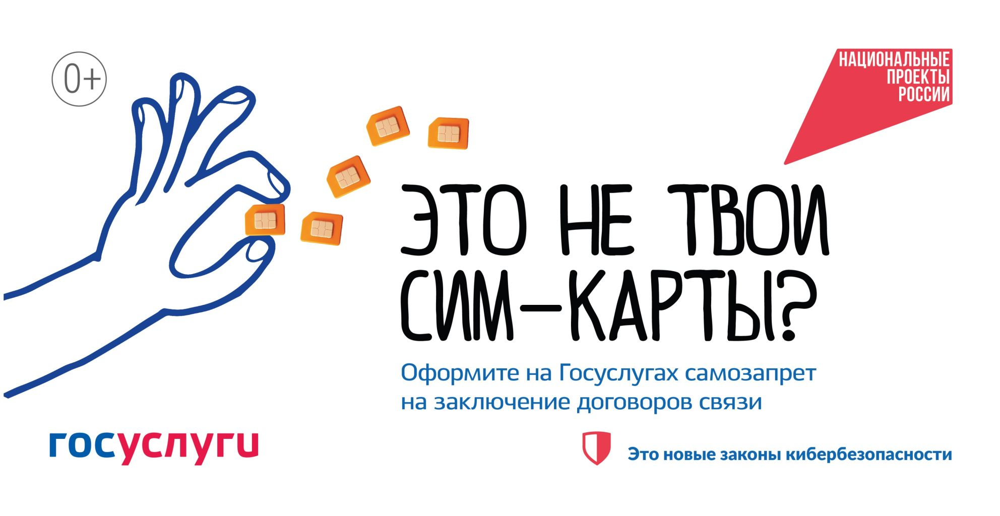 0+
НАЦИОНАЛЬНЫЕ
ПРОЕКТЫ
РОССИИ
ЭТО НЕ ТВОИ
СИМ-КАРТЫ?
Оформите на Госуслугах самозапрет
на заключение договоров связи
госуслуги
Это новые законы кибербезопасности